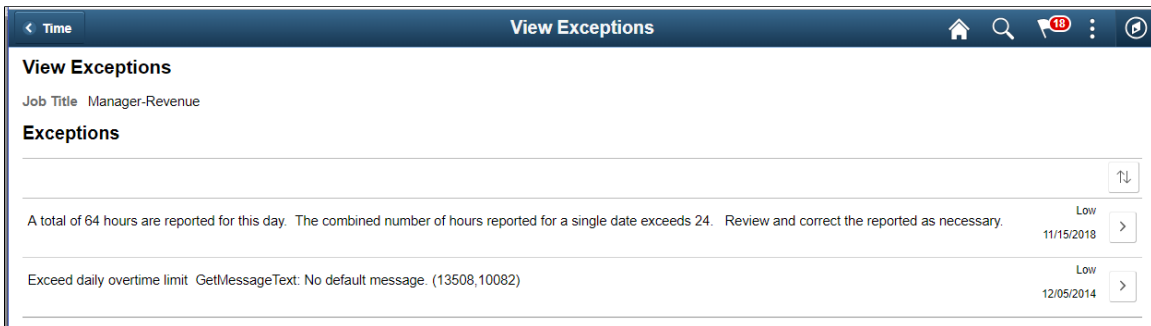 Time
View Exceptions
18
View Exceptions
Job Title Manager-Revenue
Exceptions
A total of 64 hours are reported for this day. The combined number of hours reported for a single date exceeds 24. Review and correct the reported as necessary.
Low
11/15/2018
Exceed daily overtime limit GetMessageText: No default message. (13508,10082)
Low
12/05/2014